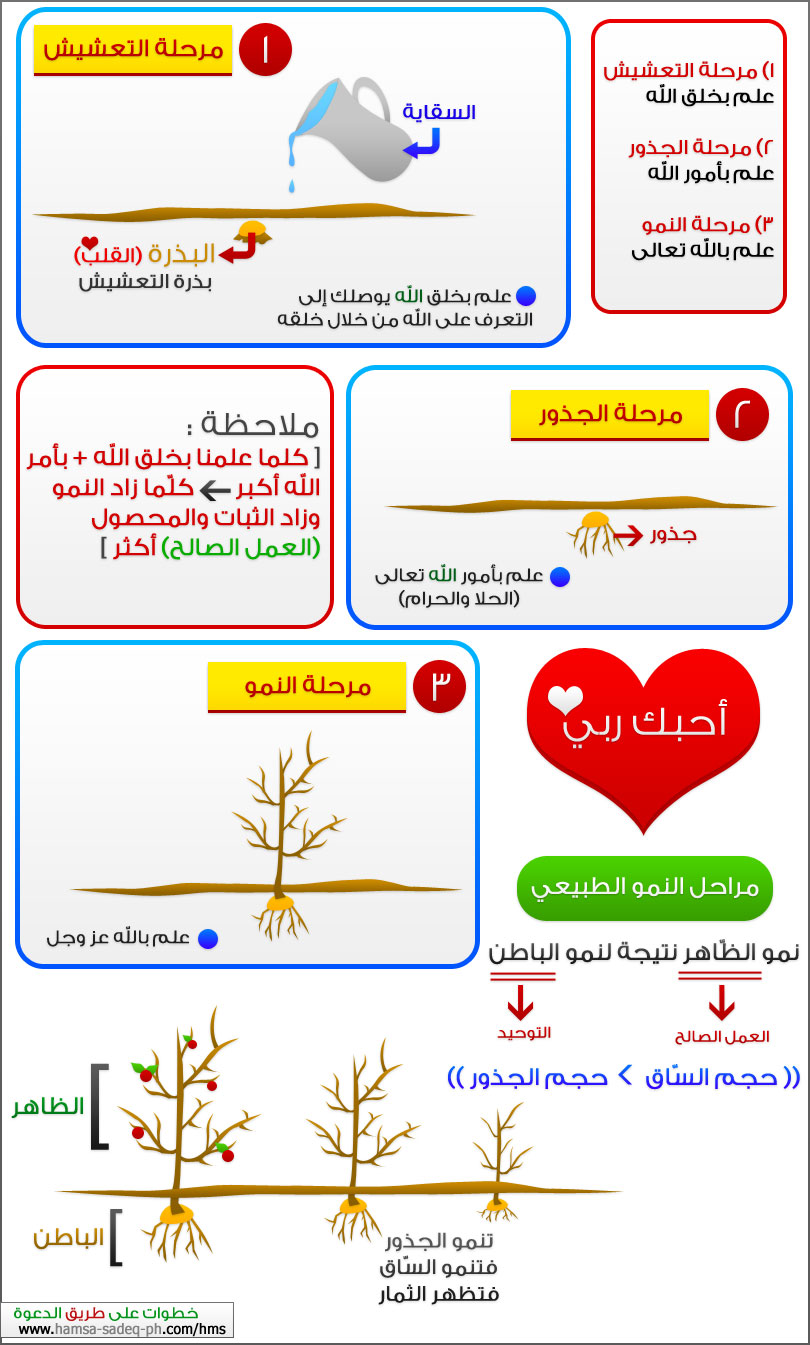 ١) مرحلة التعشيش
علم بخلق الله
٢) مرحلة الجذور
علم بأمور الله
٣) مرحلة النمو
علم بالله تعالى
١
مرحلة التعشيش
السقاية
البذرة (القلب)
بذرة التعشيش
علم بخلق الله يوصلك إلى
التعرف على الله من خلال خلقه
٢
مرحلة الجذور
جذور
علم بأمور الله تعالى
(الحلا والحرام)
ملاحظة :
[ كلما علمنا بخلق الله + بأمر
الله أكبر ← كلّما زاد النمو
وزاد الثبات والمحصول
(العمل الصالح) أكثر ]
٣
مرحلة النمو
علم بالله عز وجل
أحبك ربي
مراحل النمو الطبيعي
نمو الظّاهر نتيجة لنمو الباطن
العمل الصالح
التوحيد
(( حجم السّاق > حجم الجذور ))
الظاهر
الباطن
تنمو الجذور
فتنمو السّاق
فتظهر الثمار
خطوات على طريق الدعوة
www.hamsa-sadeq-ph.com/hms